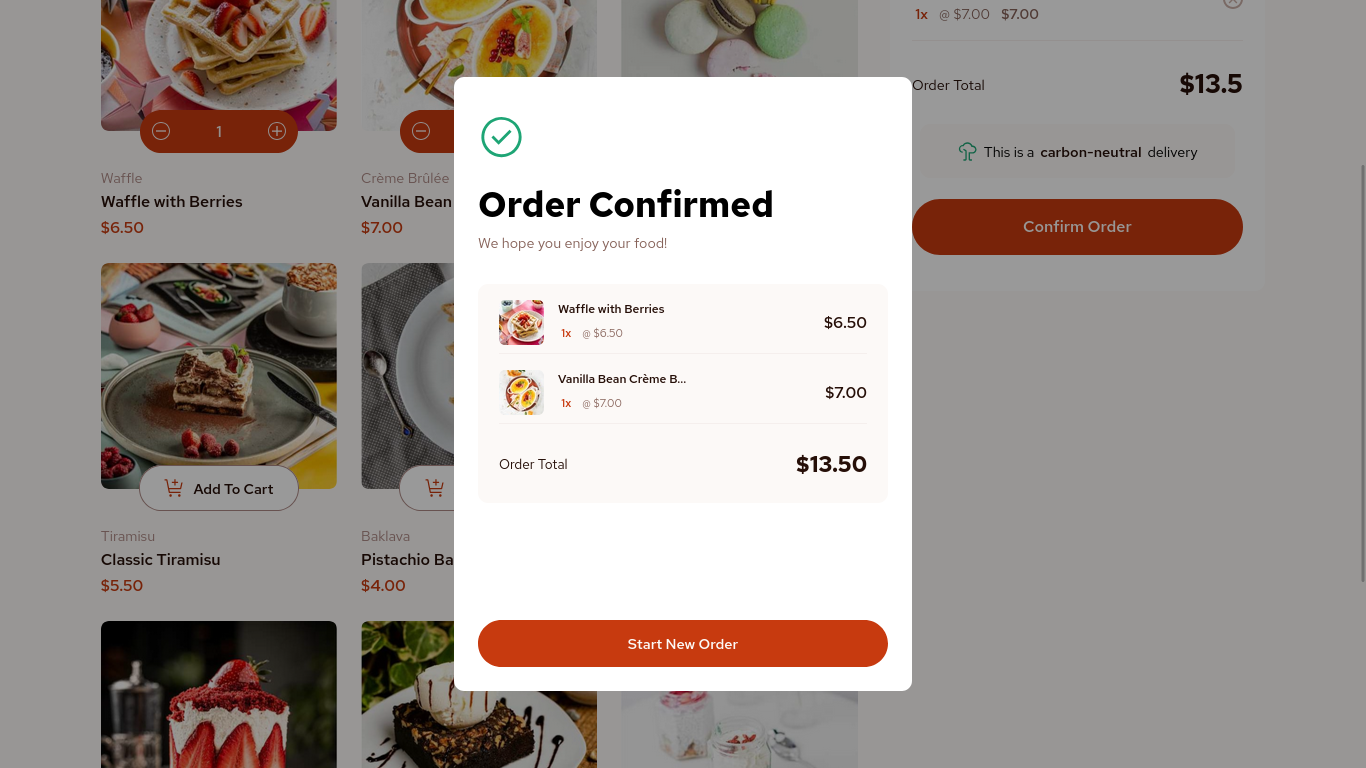 1x @ $7.00 $7.00
Order Total $13.5
This is a carbon-neutral delivery
Confirm Order
1
Waffle
Waffle with Berries
$6.50
Crème Brûlée
Vanilla Bean
$7.00
Add To Cart
Tiramisu
Classic Tiramisu
$5.50
Baklava
Pistachio Ba
$4.00
Order Confirmed
We hope you enjoy your food!
Waffle with Berries
1x @ $6.50
$6.50
Vanilla Bean Crème B...
1x @ $7.00
$7.00
Order Total $13.50
Start New Order